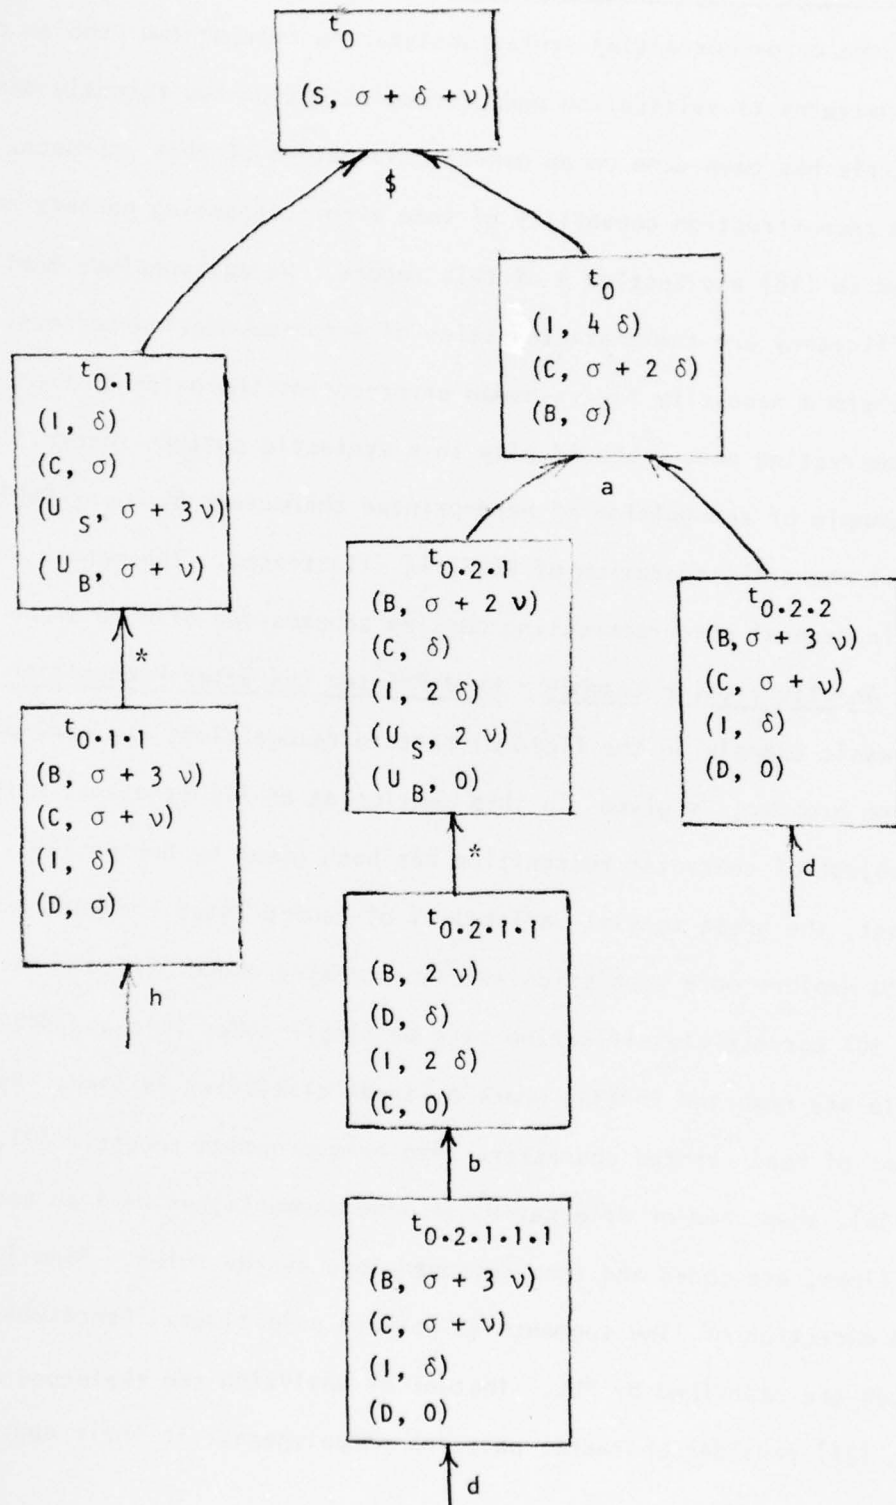 t0
(S, σ + δ + ν)
$
t0
(I, 4 δ)
(C, σ + 2 δ)
(B, σ)
t0.1
(I, δ)
(C, σ)
(US, σ + 3 ν)
(UB, σ + ν)
a
t0.2.1
(B, σ + 2 ν)
(C, δ)
(I, 2 δ)
(US, 2 ν)
(UB, 0)
t0.2.2
(B, σ + 3 ν)
(C, σ + ν)
(I, δ)
(D, 0)
*
t0.1.1
(B, σ + 3 ν)
(C, σ + ν)
(I, δ)
(D, σ)
*
d
t0.2.1.1
(B, 2 ν)
(D, δ)
(I, 2 δ)
(C, 0)
h
b
t0.2.1.1.1
(B, σ + 3 ν)
(C, σ + ν)
(I, δ)
(D, 0)
d